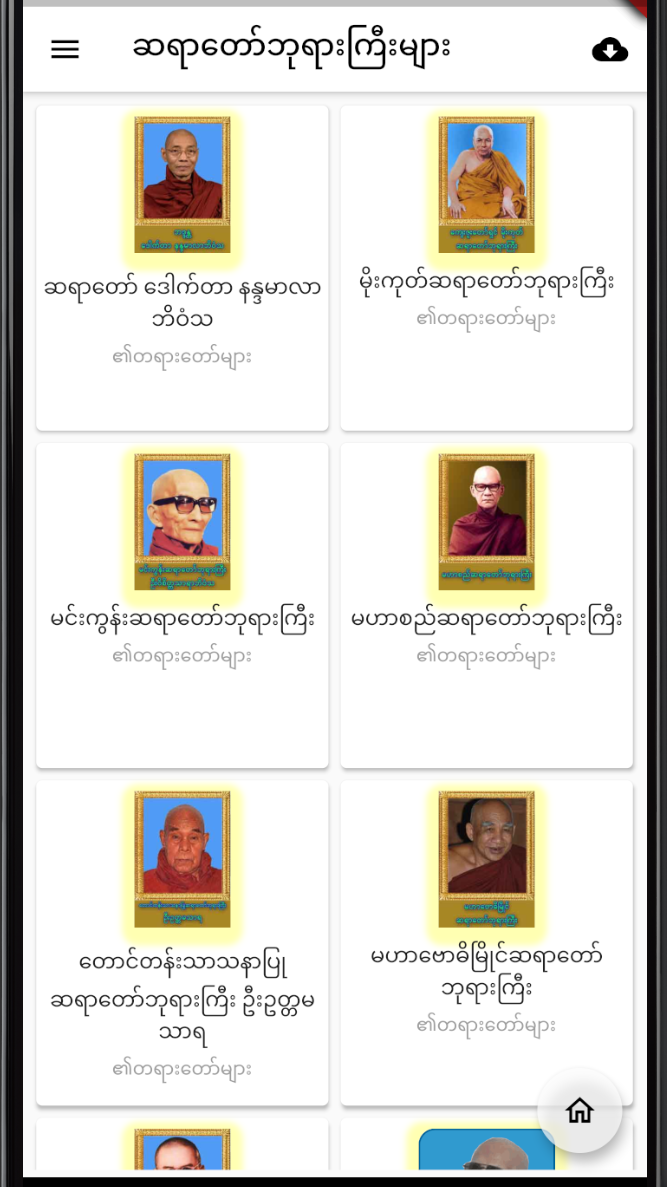 ဆရာတော်ဘုရားကြီးများ
ဆရာတော် ဒေါက်တာ နန္ဒမာလာ
ဘိဝံသ
၏တရားတော်များ
မိုးကုတ်ဆရာတော်ဘုရားကြီး
၏တရားတော်များ
မင်းကွန်းဆရာတော်ဘုရားကြီး
၏တရားတော်များ
မဟာစည်ဆရာတော်ဘုရားကြီး
၏တရားတော်များ
တောင်တန်းသာသနာပြု
ဆရာတော်ဘုရားကြီး ဦးဥတ္တမ
သာရ
၏တရားတော်များ
မဟာဗောဓိမြိုင်ဆရာတော်
ဘုရားကြီး
၏တရားတော်များ